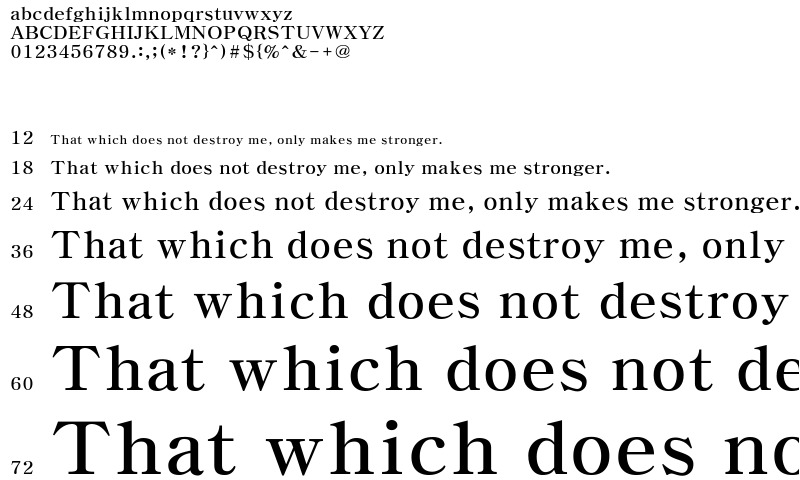 abcdefghijklmnopqrstuvwxyz
ABCDEFGHIJKLMNOPQRSTUVWXYZ
0123456789.:,;(*!?}^)#${%^&-+@
12 That which does not destroy me, only makes me stronger.
18 That which does not destroy me, only makes me stronger.
24 That which does not destroy me, only makes me stronger.
36 That which does not destroy me, only
48 That which does not destroy
60 That which does not de
72 That which does no